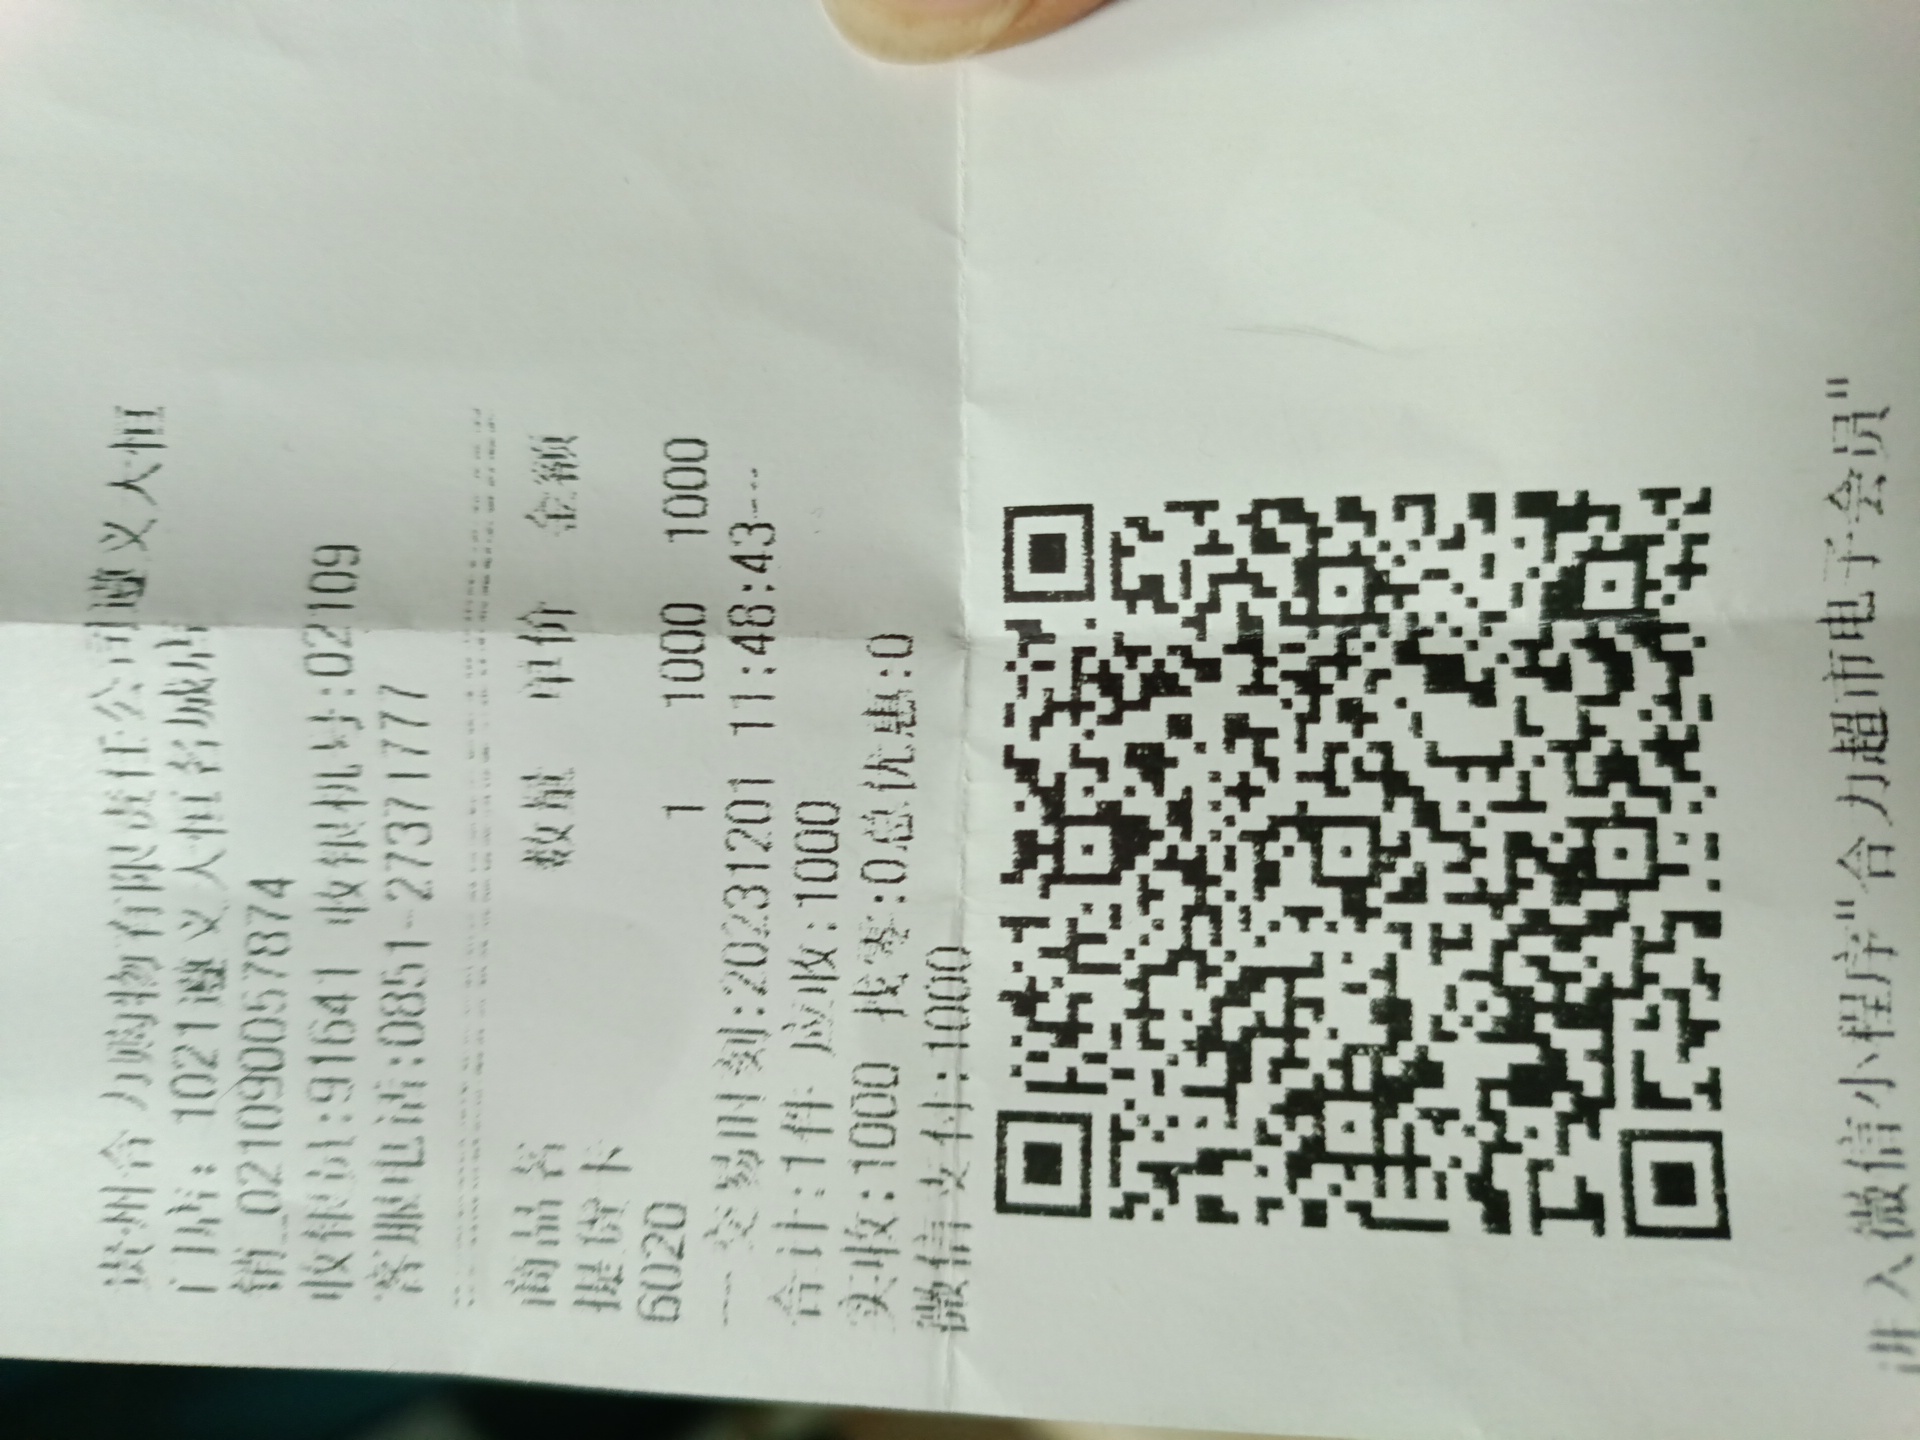 贵州合力购物有限责任公司遵义大恒
门店: 1021遵义大恒名城店
销_0210900057874
收银员:91641 收银机号:02109
客服电话:0851-27371777
商品名 数量 单价 金额
提货卡
6020 1 1000 1000
---交易时刻:20231201 11:48:43---
合计:1件 应收:1000
实收:1000 找零:0总优惠:0
微信支付:1000
进入微信小程序"合力超市电子会员"